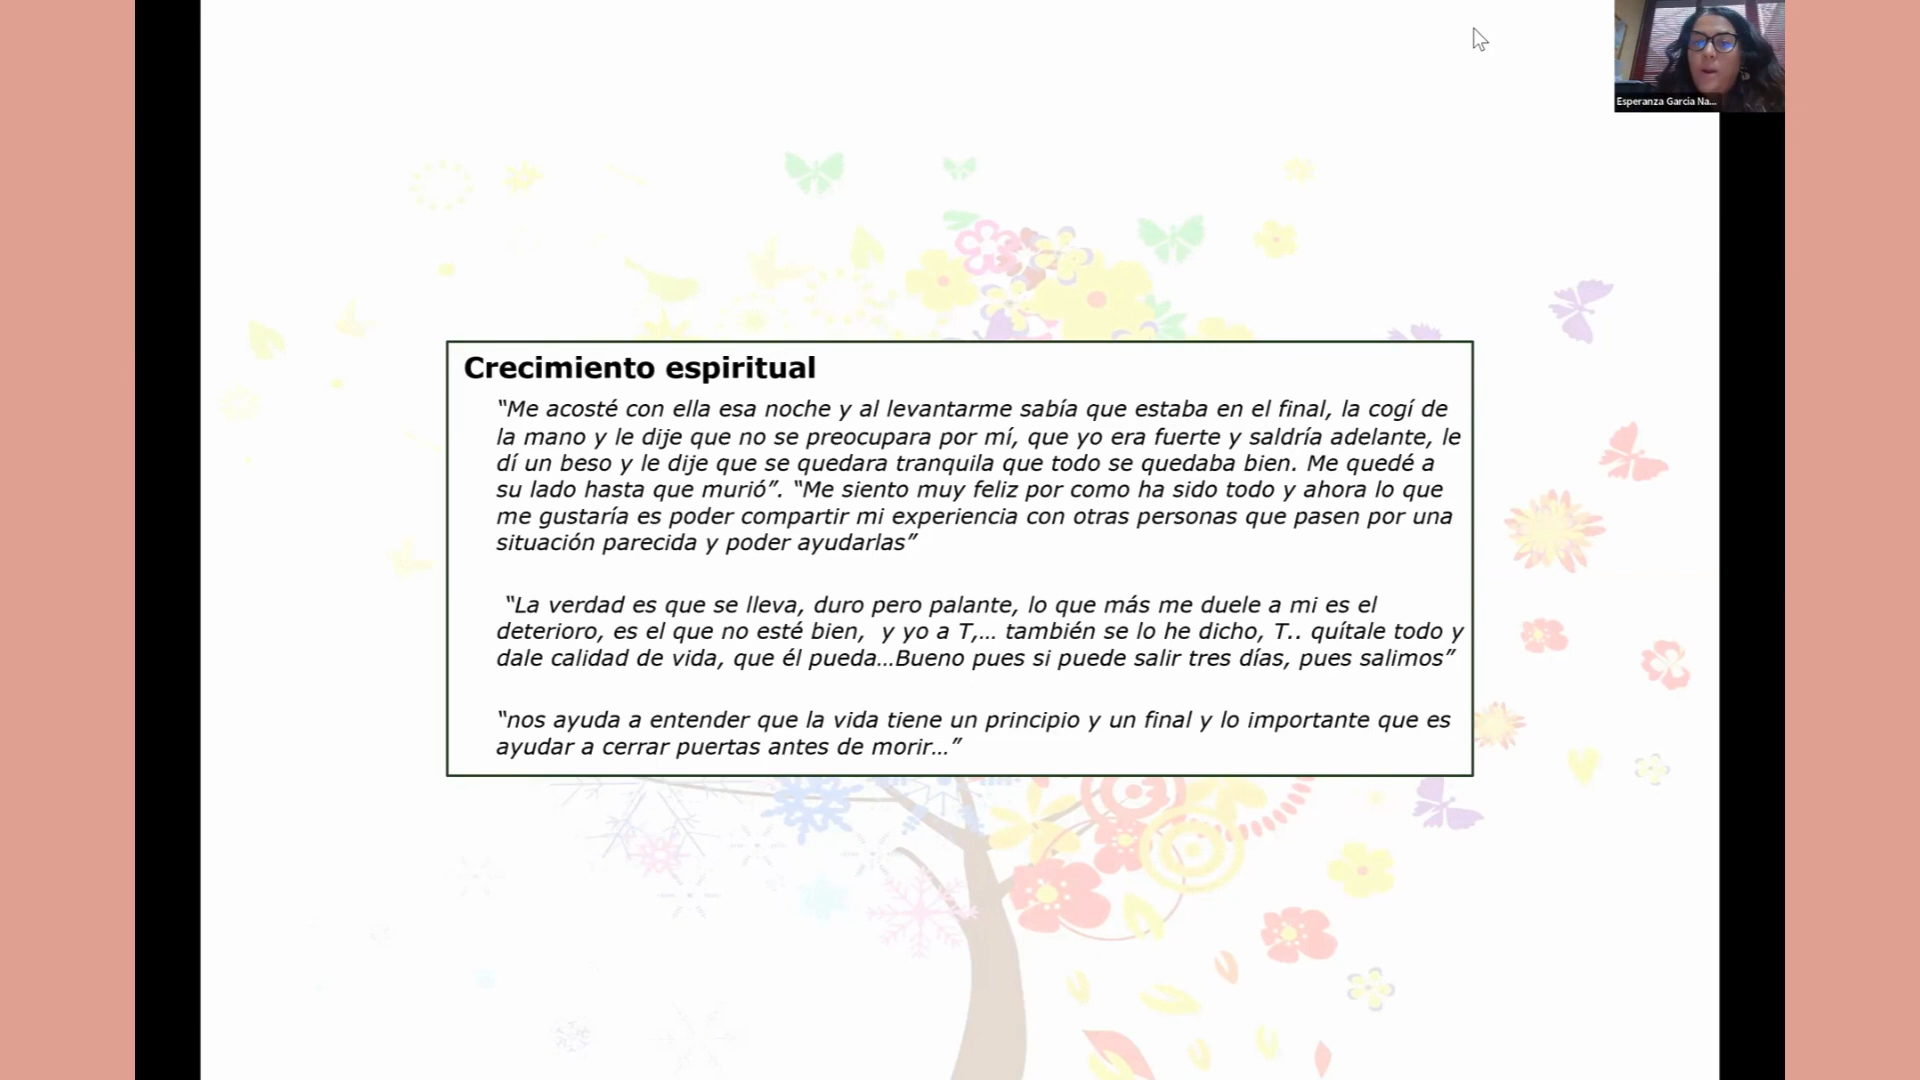 Esperanza Garcia Na...
Crecimiento espiritual
“Me acosté con ella esa noche y al levantarme sabía que estaba en el final, la cogí de
la mano y le dije que no se preocupara por mí, que yo era fuerte y saldría adelante, le
dí un beso y le dije que se quedara tranquila que todo se quedaba bien. Me quedé a
su lado hasta que murió”. “Me siento muy feliz por como ha sido todo y ahora lo que
me gustaría es poder compartir mi experiencia con otras personas que pasen por una
situación parecida y poder ayudarlas”
“La verdad es que se lleva, duro pero palante, lo que más me duele a mi es el
deterioro, es el que no esté bien,  y yo a T,… también se lo he dicho, T.. quítale todo y
dale calidad de vida, que él pueda…Bueno pues si puede salir tres días, pues salimos”
“nos ayuda a entender que la vida tiene un principio y un final y lo importante que es
ayudar a cerrar puertas antes de morir…”